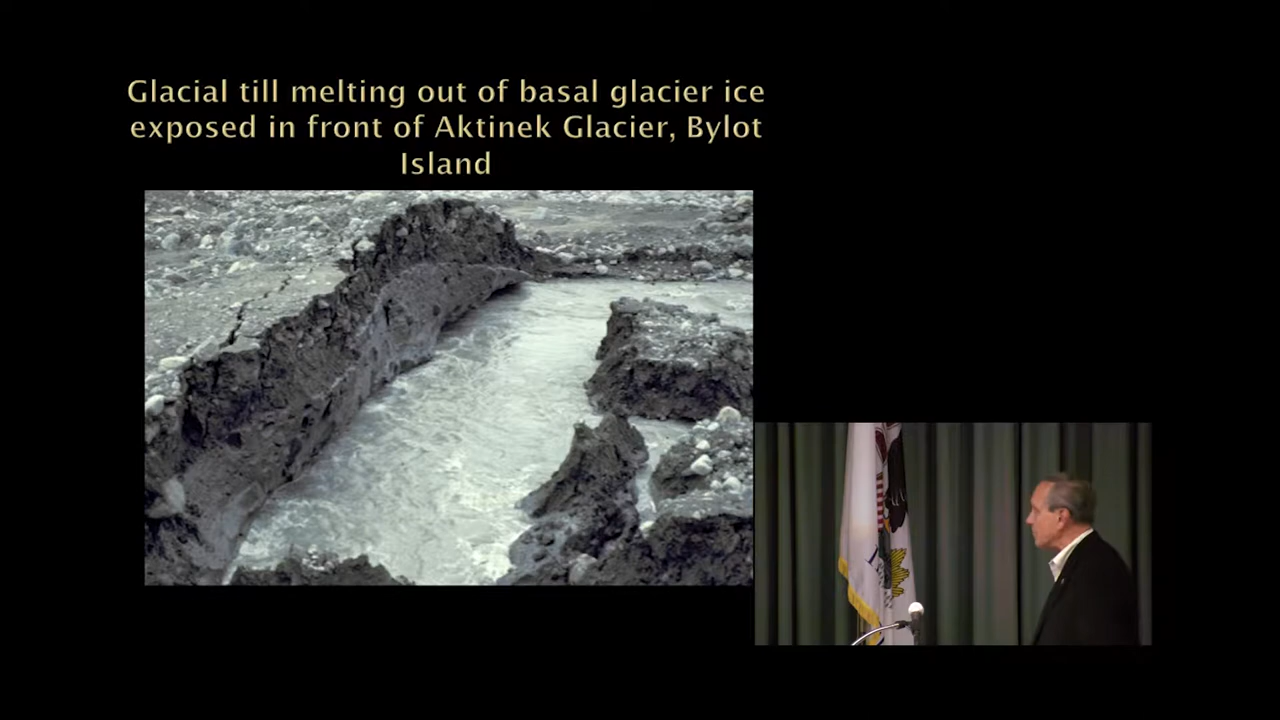 Glacial till melting out of basal glacier ice
exposed in front of Aktinek Glacier, Bylot
Island